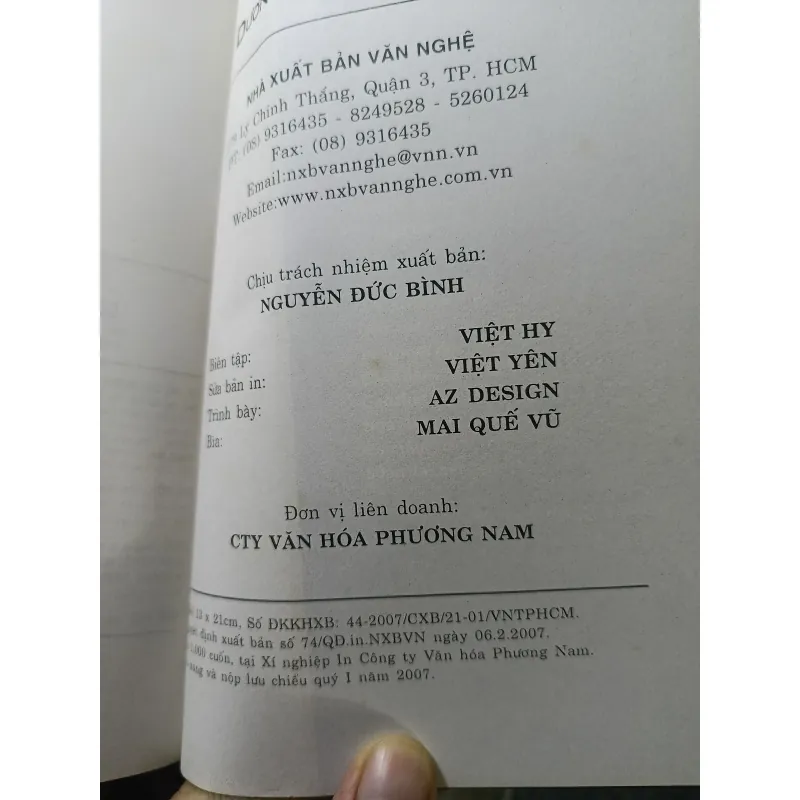 NHÀ XUẤT BẢN VĂN NGHỆ
Lý Chính Thắng, Quận 3, TP. HCM
ĐT: (08) 9316435 - 8249528 - 5260124
Fax: (08) 9316435
Email:nxbvannghe@vnn.vn
Website:www.nxbvannghe.com.vn
Chịu trách nhiệm xuất bản:
NGUYỄN ĐỨC BÌNH
Biên tập: VIỆT HY
Sửa bản in: VIỆT YÊN
Trình bày: AZ DESIGN
Bìa: MAI QUẾ VŨ
Đơn vị liên doanh:
CTY VĂN HÓA PHƯƠNG NAM
13 x 21cm, Số ĐKKHXB: 44-2007/CXB/21-01/VNTPHCM.
định xuất bản số 74/QD.in.NXBVN ngày 06.2.2007.
cuốn, tại Xí nghiệp In Công ty Văn hóa Phương Nam.
và nộp lưu chiểu quý I năm 2007.